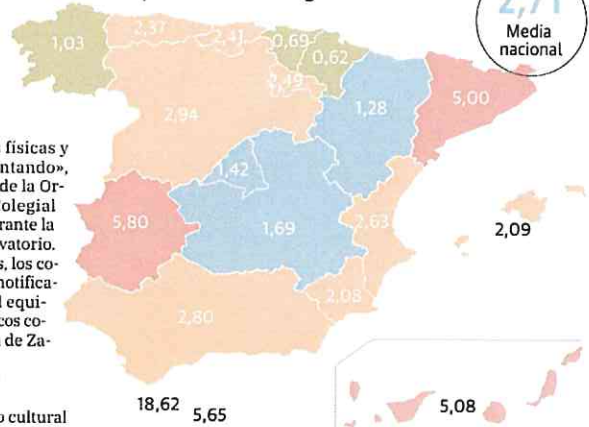 2,71
Media
nacional
1,03
2,37
2,41
0,69
0,62
2,49
2,94
1,28
5,00
1,42
5,80
1,69
2,63
2,09
2,03
2,80
18,62
5,65
5,08
físicas y
ntando»,
de la Or-
olegial
rante la
vatorio.
s, los co-
notifica-
l equi-
cos co-
de Za-
o cultural